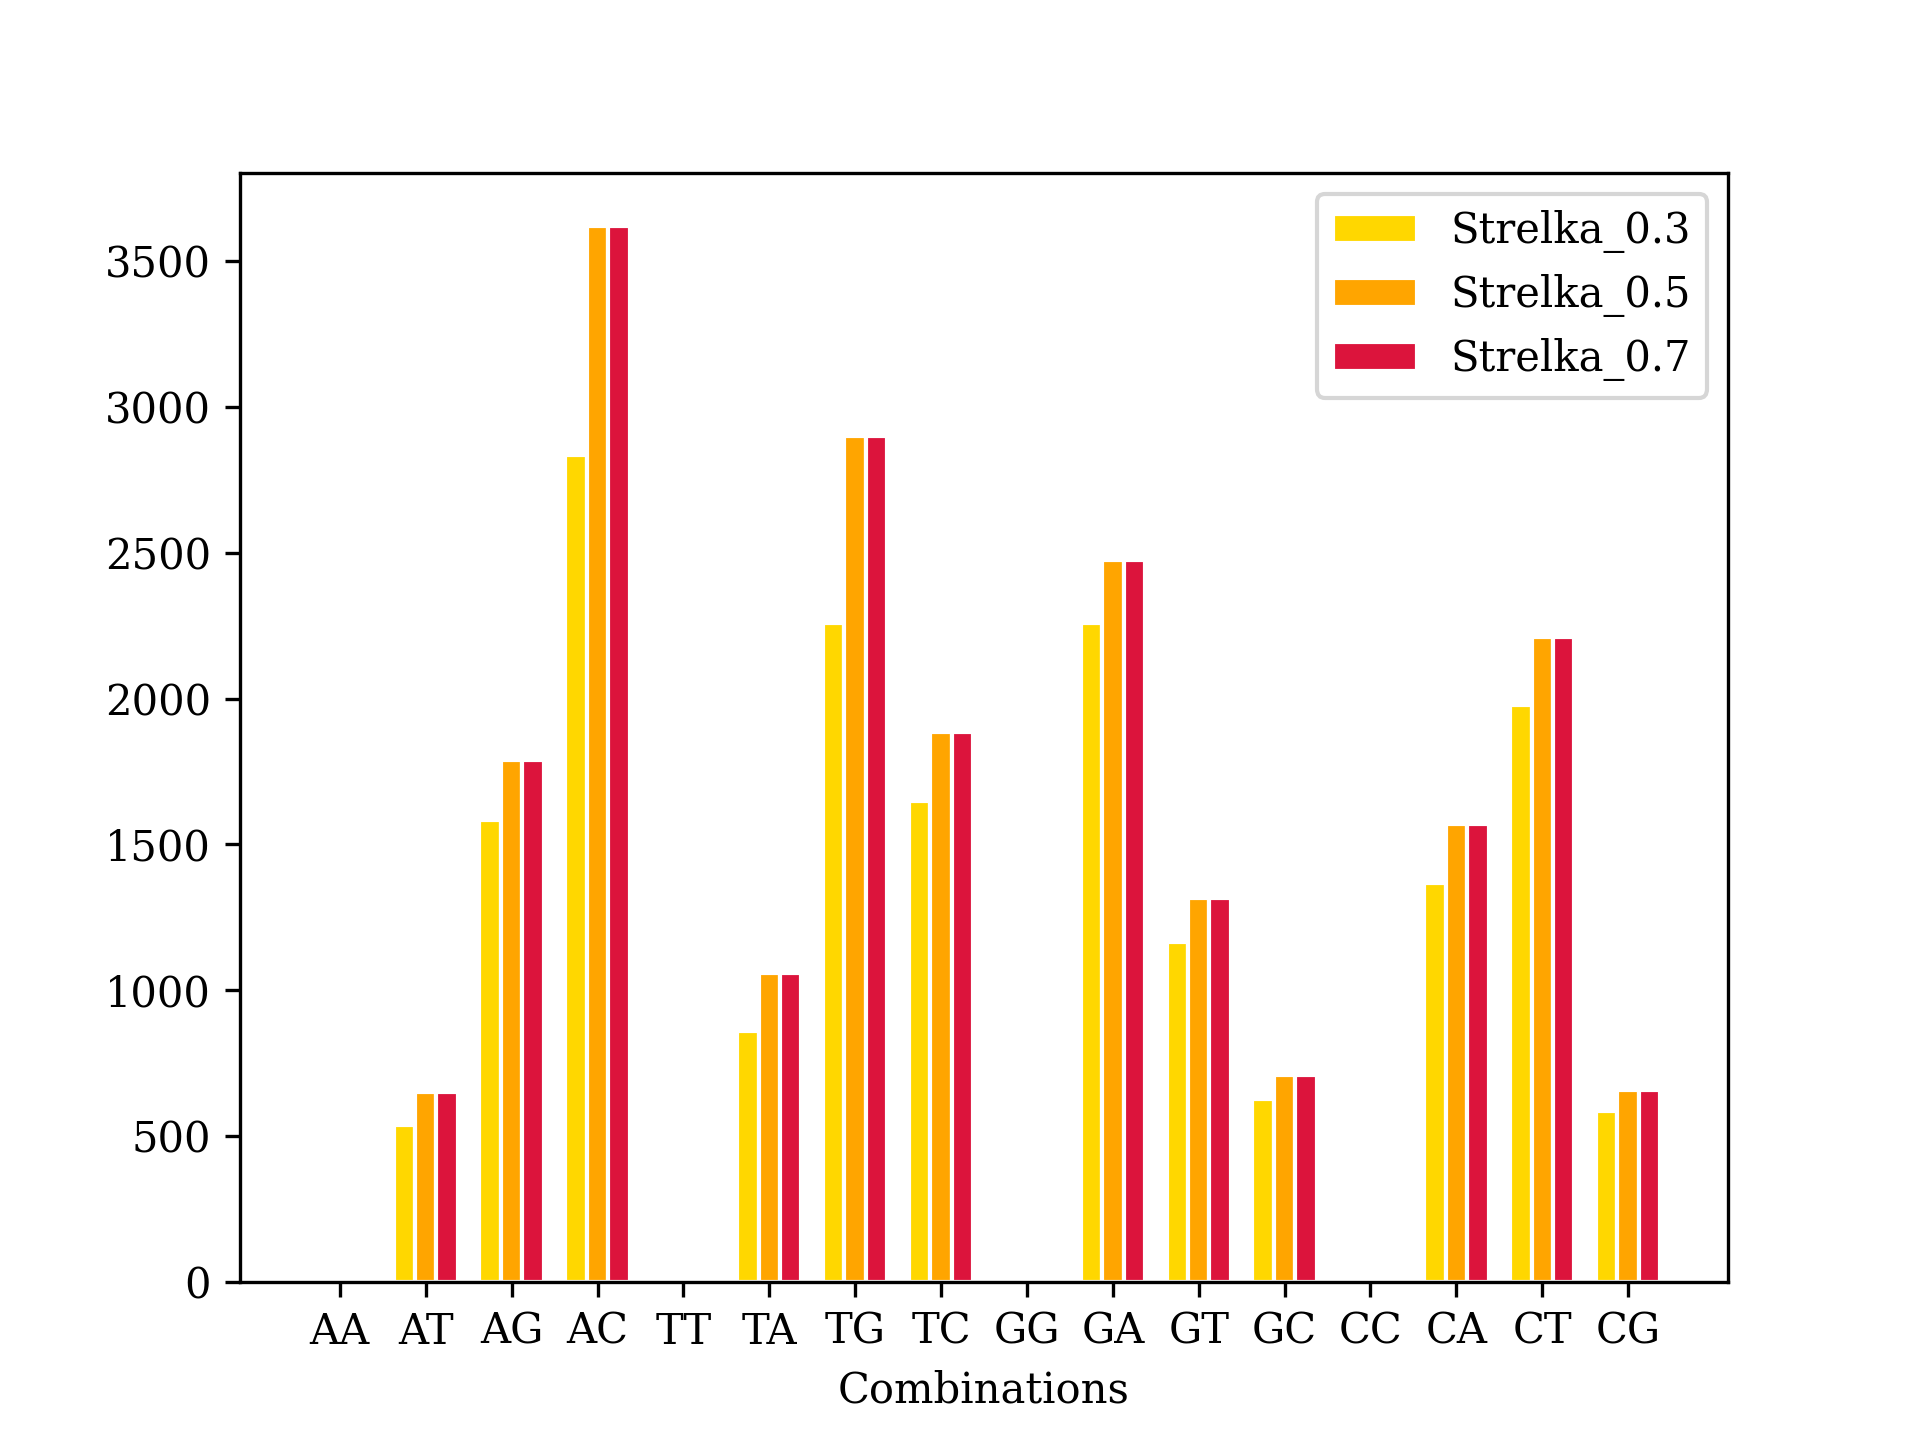 Strelka_0.3
Strelka_0.5
Strelka_0.7
3500
3000
2500
2000
1500
1000
500
0
AA AT AG AC TT TA TG TC GG GA GT GC CC CA CT CG
Combinations